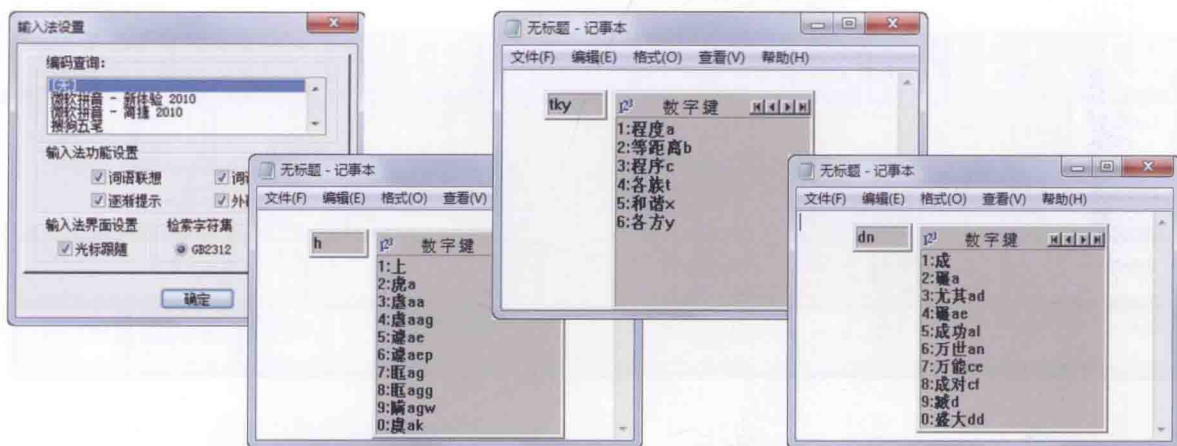 输入法设置
编码查询:
[无]
微软拼音 - 新体验 2010
微软拼音 - 简捷 2010
搜狗五笔
输入法功能设置
词语联想
逐渐提示
输入法界面设置
检索字符集
光标跟随
GB2312
确定
无标题 - 记事本
文件(F) 编辑(E) 格式(O) 查看(V)
h
数字键
1:上
2:虎a
3:虐aa
4:虐aag
5:遽ae
6:遽aep
7:眶ag
8:眶agg
0:虞ak
无标题 - 记事本
文件(F) 编辑(E) 格式(O) 查看(V) 帮助(H)
tky
数字键
1:程度a
2:等距离b
3:程序c
4:各族t
5:和谐x
6:各方y
无标题 - 记事本
文件(F) 编辑(E) 格式(O) 查看(V) 帮助(H)
dn
数字键
1:成
2:碾a
3:尤其ad
4:碾ae
5:成功al
6:万世an
7:万能ce
8:成对cf
0:盛大dd